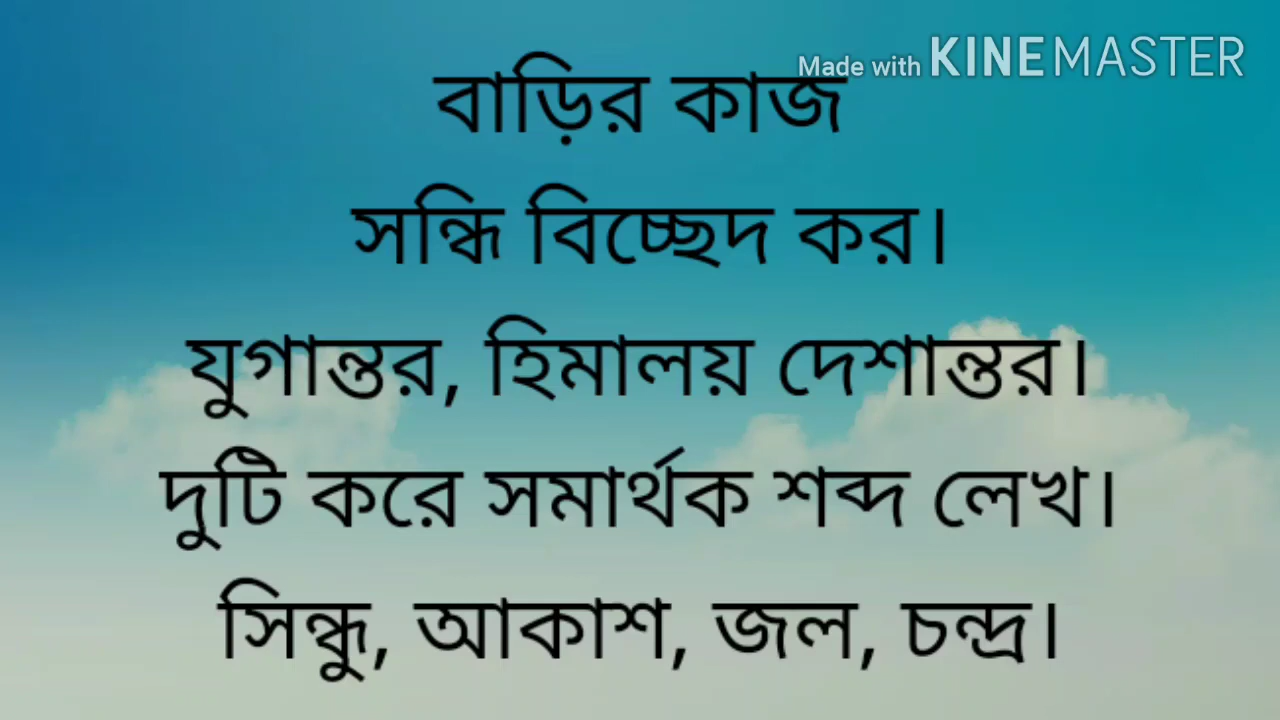 Made with KINEMASTER
বাড়ির কাজ
সন্ধি বিচ্ছেদ কর।
যুগান্তর, হিমালয় দেশান্তর।
দুটি করে সমার্থক শব্দ লেখ।
সিন্ধু, আকাশ, জল, চন্দ্র।